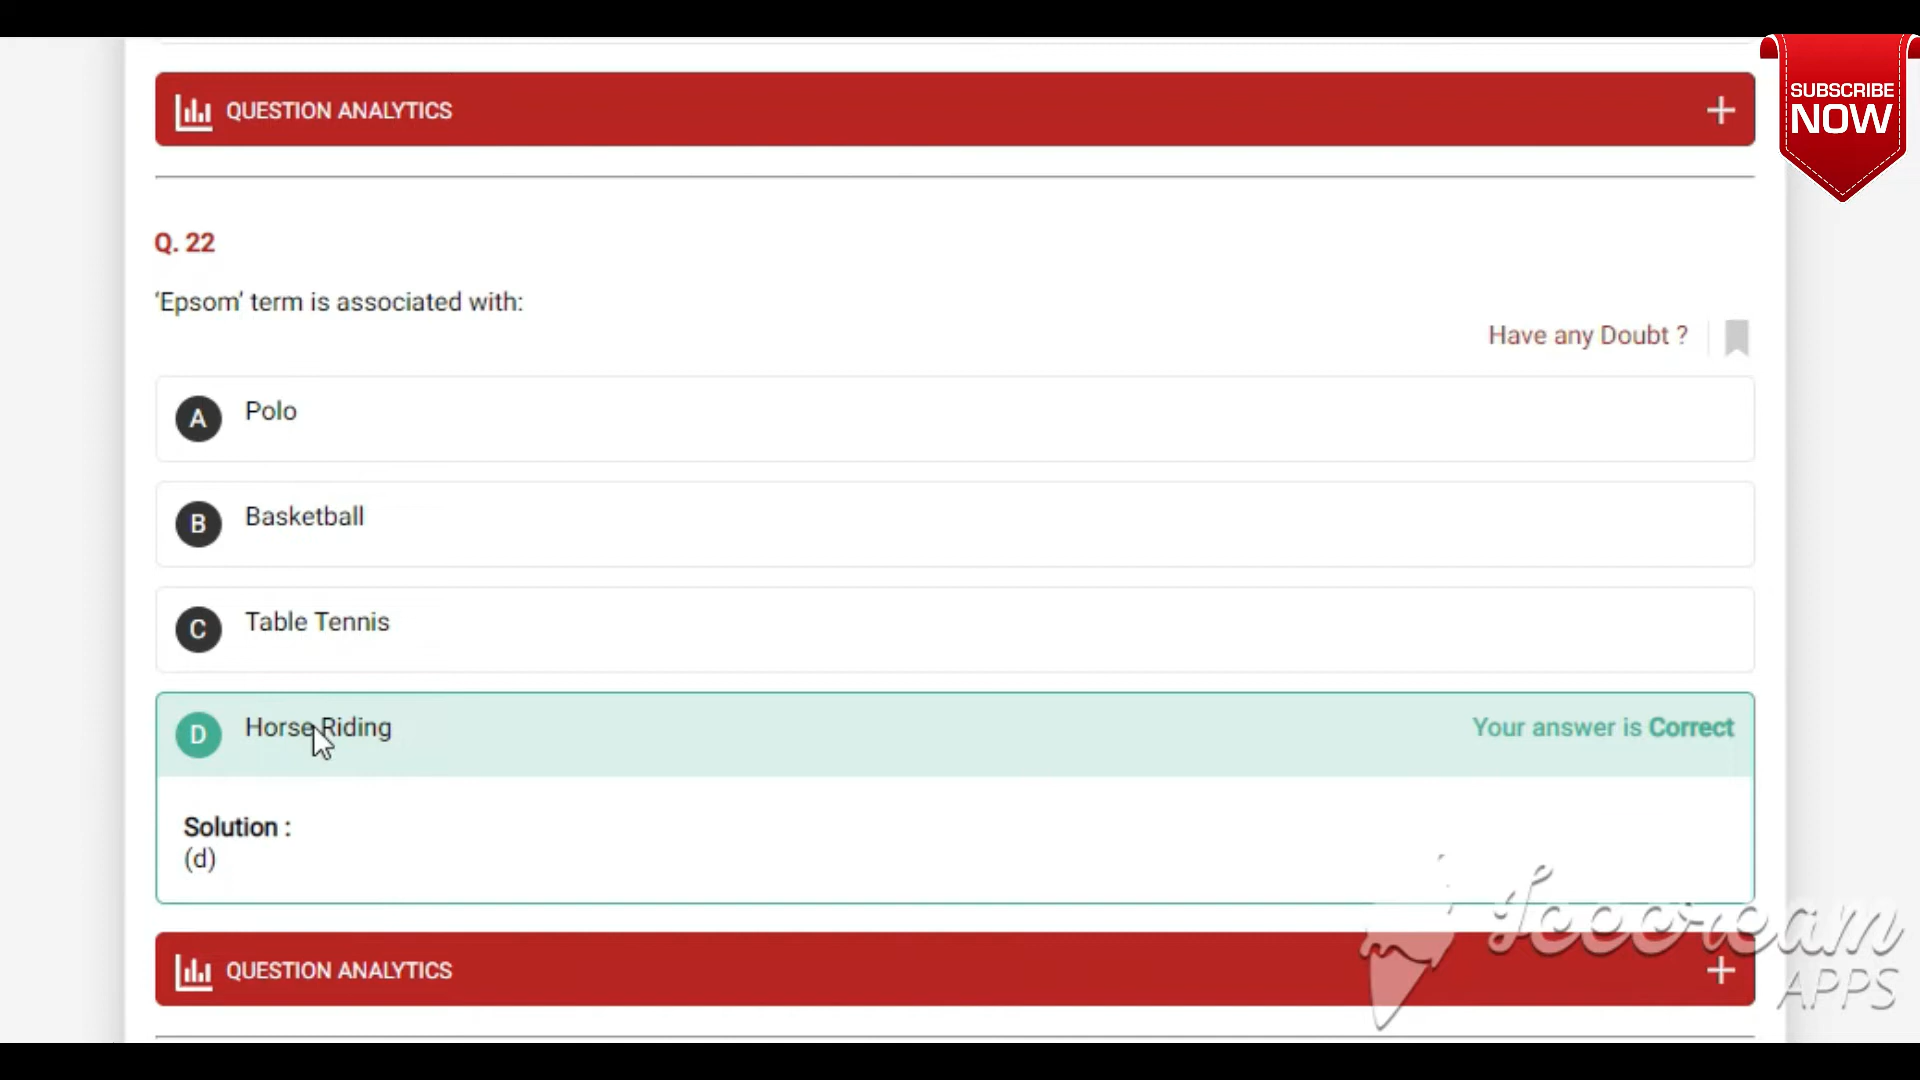 SUBSCRIBE
NOW
QUESTION ANALYTICS
Q. 22
‘Epsom’ term is associated with:
Have any Doubt ?
A Polo
B Basketball
C Table Tennis
D Horse Riding Your answer is Correct
Solution :
(d)
QUESTION ANALYTICS
Icecream
APPS